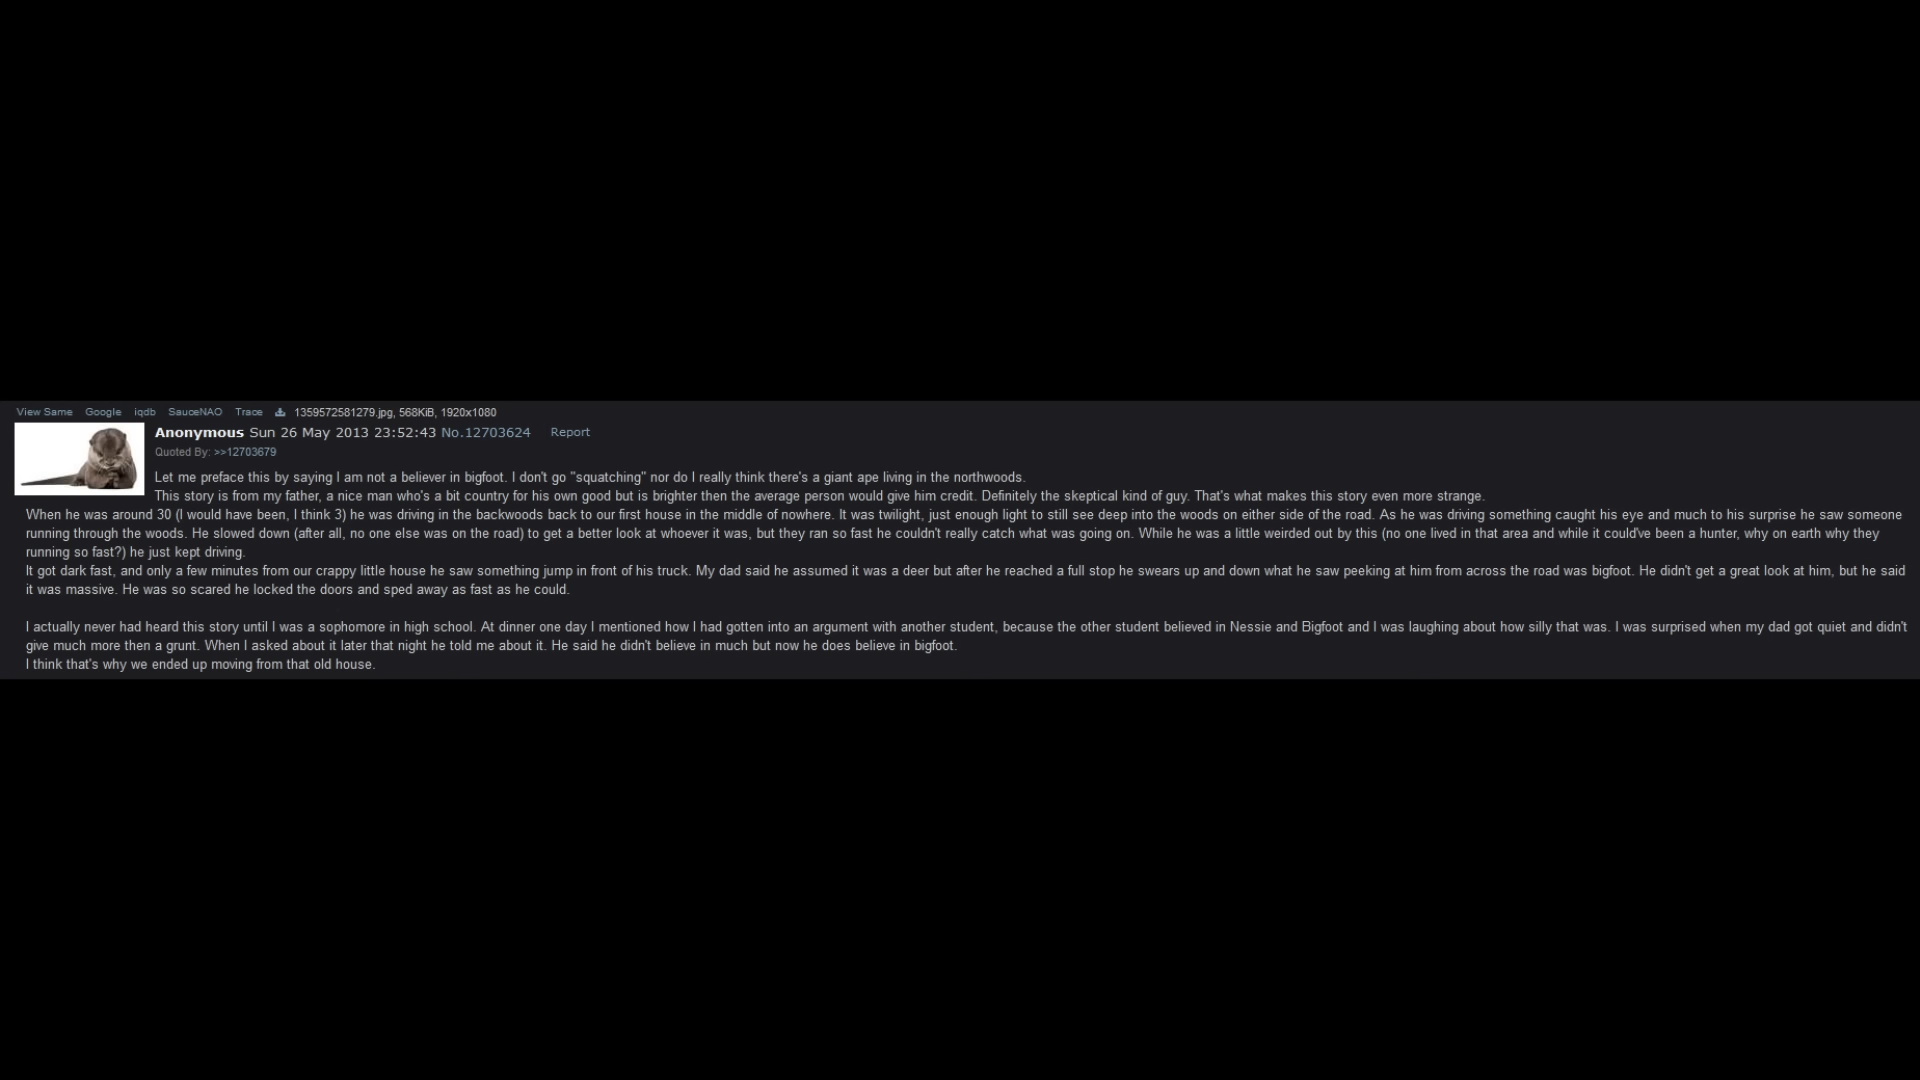 View Same Google iqdb SauceNAO Trace 1359572581279.jpg, 568KiB, 1920x1080
Anonymous Sun 26 May 2013 23:52:43 No.12703624 Report
Quoted By: >>12703679
Let me preface this by saying I am not a believer in bigfoot. I don't go "squatching" nor do I really think there's a giant ape living in the northwoods.
This story is from my father, a nice man who's a bit country for his own good but is brighter then the average person would give him credit. Definitely the skeptical kind of guy. That's what makes this story even more strange.
When he was around 30 (I would have been, I think 3) he was driving in the backwoods back to our first house in the middle of nowhere. It was twilight, just enough light to still see deep into the woods on either side of the road. As he was driving something caught his eye and much to his surprise he saw someone
running through the woods. He slowed down (after all, no one else was on the road) to get a better look at whoever it was, but they ran so fast he couldn't really catch what was going on. While he was a little weirded out by this (no one lived in that area and while it could've been a hunter, why on earth why they
running so fast?) he just kept driving.
It got dark fast, and only a few minutes from our crappy little house he saw something jump in front of his truck. My dad said he assumed it was a deer but after he reached a full stop he swears up and down what he saw peeking at him from across the road was bigfoot. He didn't get a great look at him, but he said
it was massive. He was so scared he locked the doors and sped away as fast as he could.
I actually never had heard this story until I was a sophomore in high school. At dinner one day I mentioned how I had gotten into an argument with another student, because the other student believed in Nessie and Bigfoot and I was laughing about how silly that was. I was surprised when my dad got quiet and didn't
give much more then a grunt. When I asked about it later that night he told me about it. He said he didn't believe in much but now he does believe in bigfoot.
I think that's why we ended up moving from that old house.